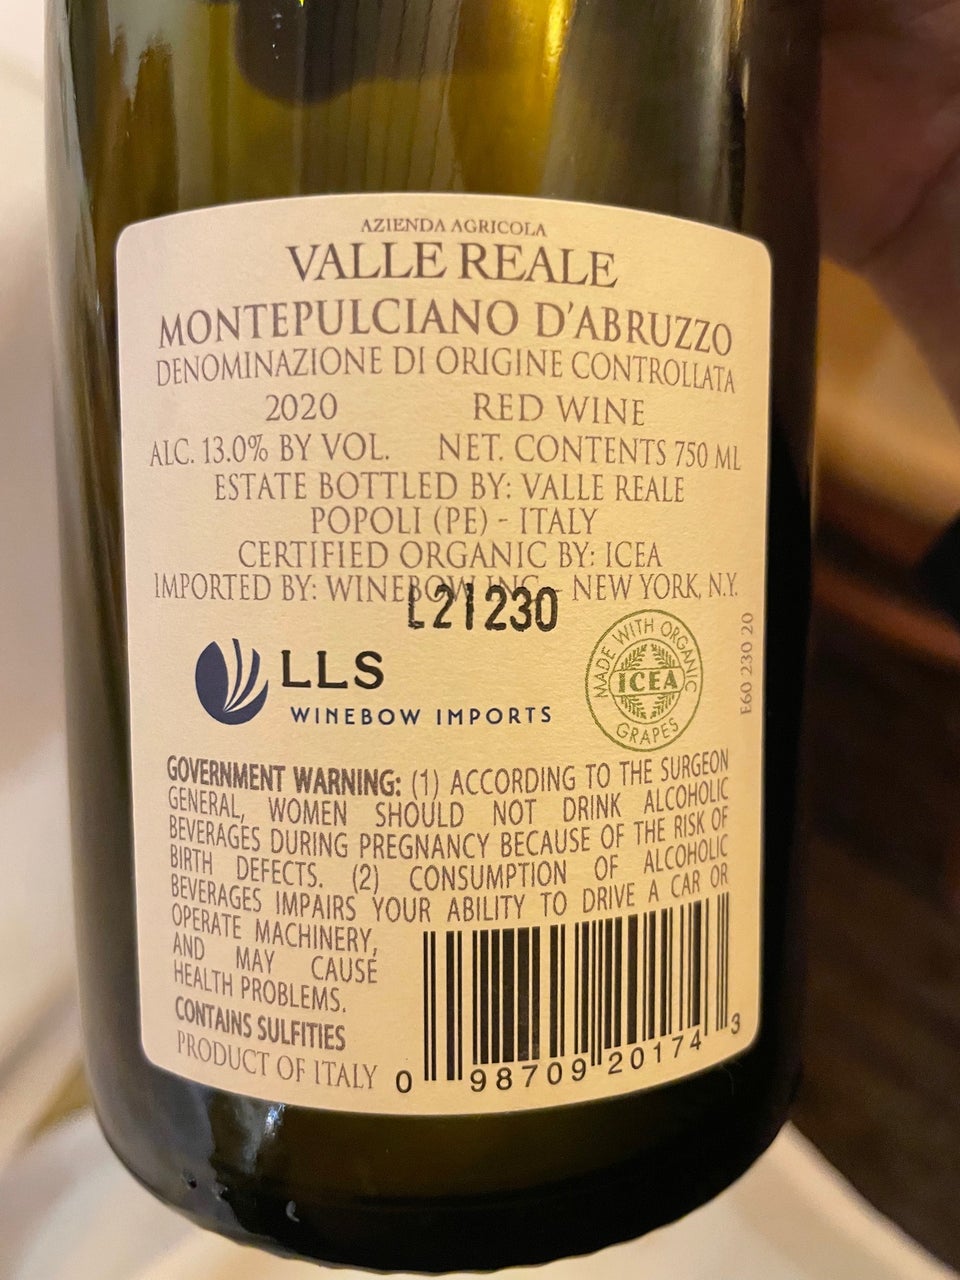 AZIENDA AGRICOLA
VALLE REALE
MONTEPULCIANO D'ABRUZZO
DENOMINAZIONE DI ORIGINE CONTROLLATA
2020 RED WINE
ALC. 13.0% BY VOL. NET. CONTENTS 750 ML
ESTATE BOTTLED BY: VALLE REALE
POPOLI (PE) - ITALY
CERTIFIED ORGANIC BY: ICEA
IMPORTED BY: WINEBOW INC - NEW YORK, N.Y.
L21230
LLS
WINEBOW IMPORTS
MADE WITH ORGANIC
ICEA
GRAPES
E60 230 20
GOVERNMENT WARNING: (1) ACCORDING TO THE SURGEON
GENERAL, WOMEN SHOULD NOT DRINK ALCOHOLIC
BEVERAGES DURING PREGNANCY BECAUSE OF THE RISK OF
BIRTH DEFECTS. (2) CONSUMPTION OF ALCOHOLIC
BEVERAGES IMPAIRS YOUR ABILITY TO DRIVE A CAR OR
OPERATE MACHINERY,
AND MAY CAUSE
HEALTH PROBLEMS.
CONTAINS SULFITIES
PRODUCT OF ITALY
0 98709 20174 3